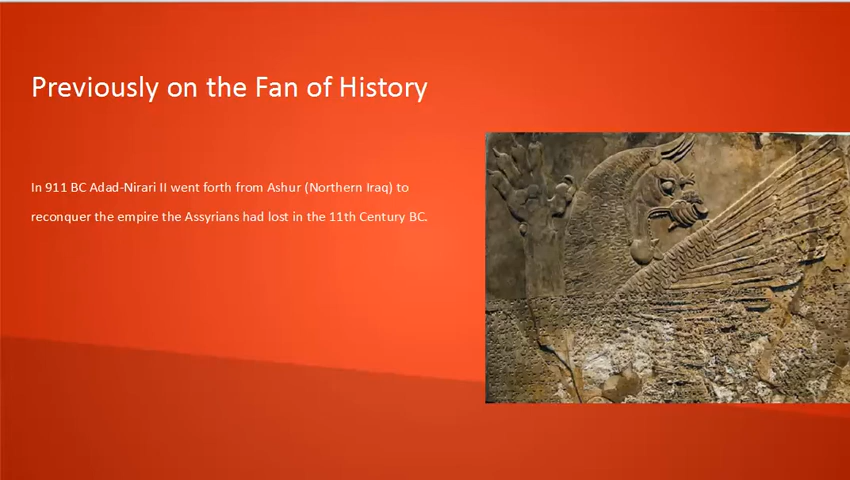 Previously on the Fan of History
In 911 BC Adad-Nirari II went forth from Ashur (Northern Iraq) to
reconquer the empire the Assyrians had lost in the 11th Century BC.